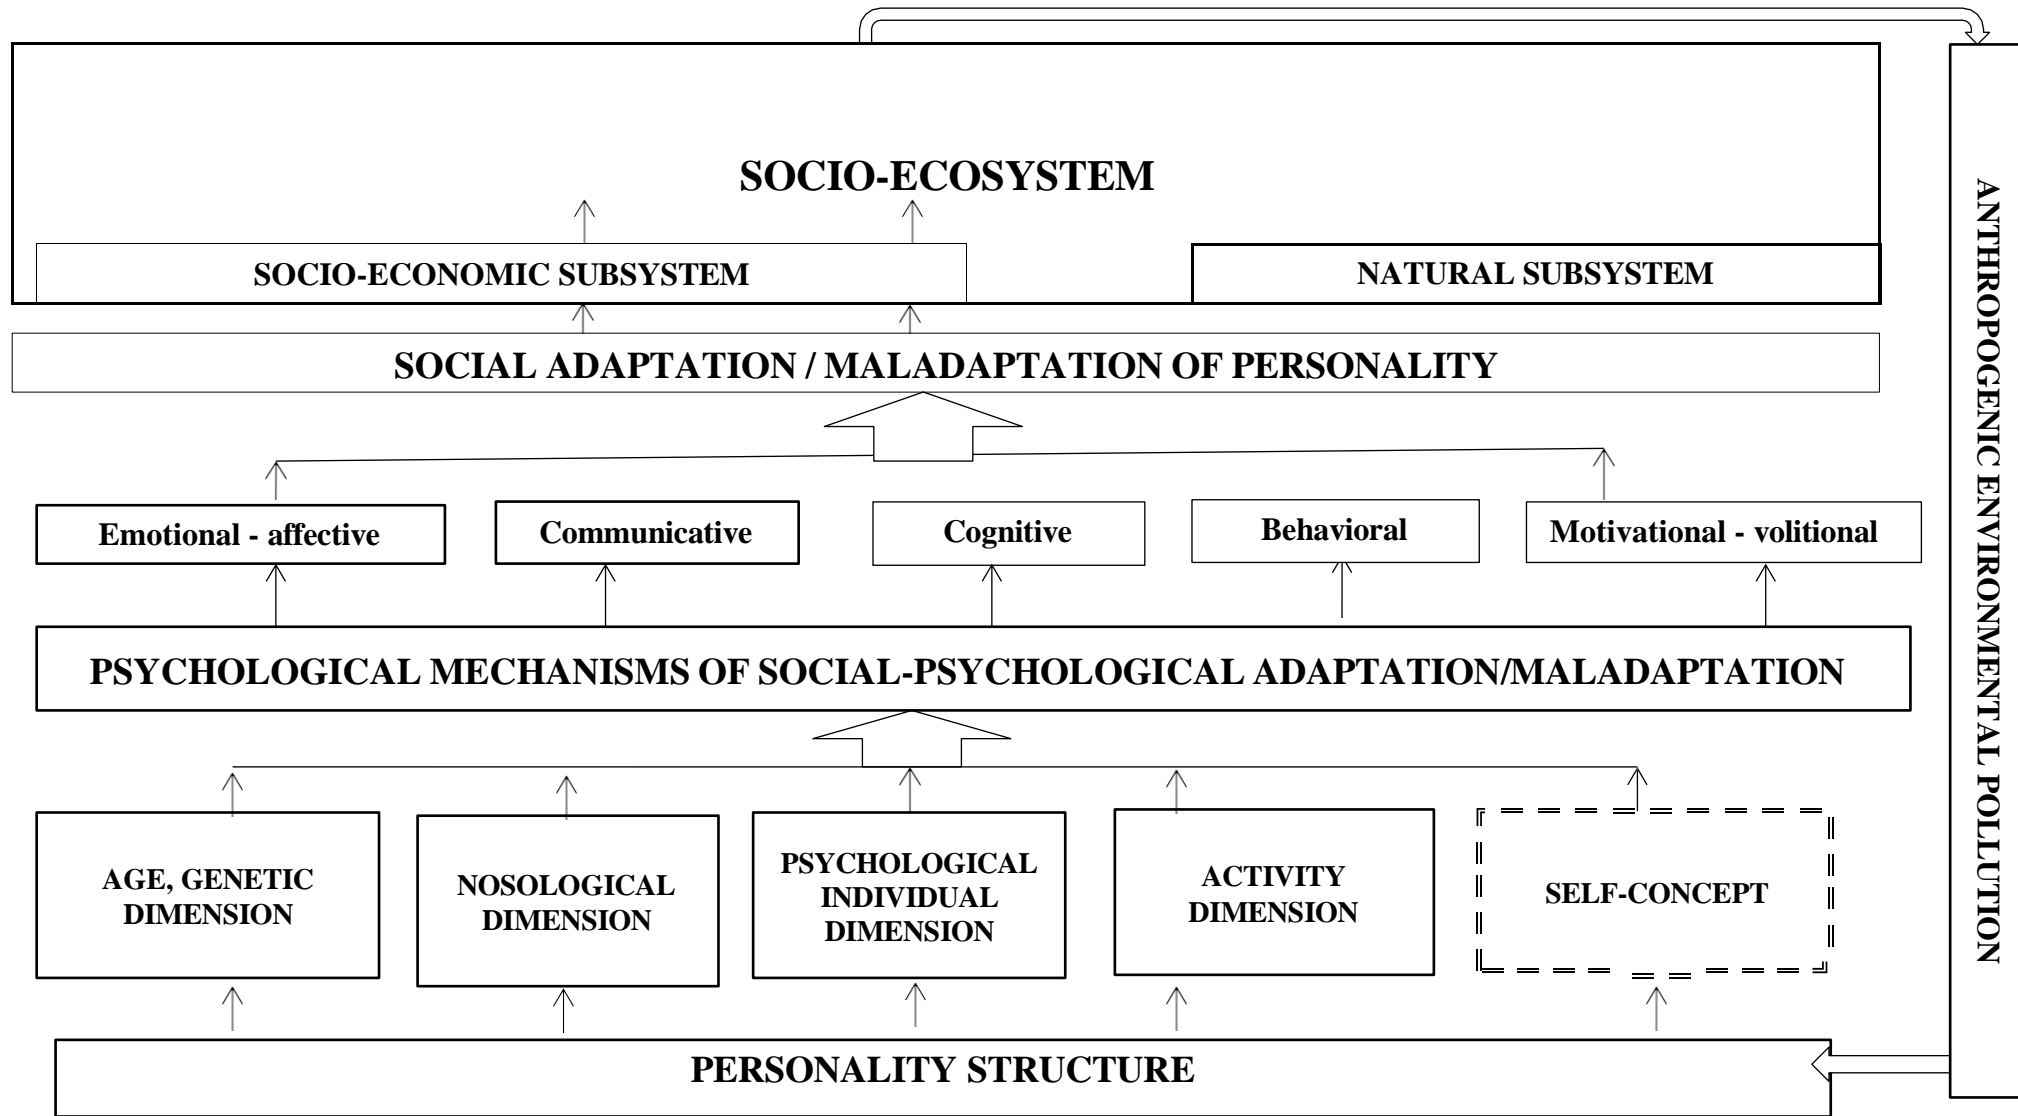 SOCIO-ECOSYSTEM
SOCIO-ECONOMIC SUBSYSTEM
NATURAL SUBSYSTEM
SOCIAL ADAPTATION / MALADAPTATION OF PERSONALITY
Emotional - affective
Communicative
Cognitive
Behavioral
Motivational - volitional
PSYCHOLOGICAL MECHANISMS OF SOCIAL-PSYCHOLOGICAL ADAPTATION/MALADAPTATION
AGE, GENETIC
DIMENSION
NOSOLOGICAL
DIMENSION
PSYCHOLOGICAL
INDIVIDUAL
DIMENSION
ACTIVITY
DIMENSION
SELF-CONCEPT
PERSONALITY STRUCTURE
ANTHROPOGENIC ENVIRONMENTAL POLLUTION